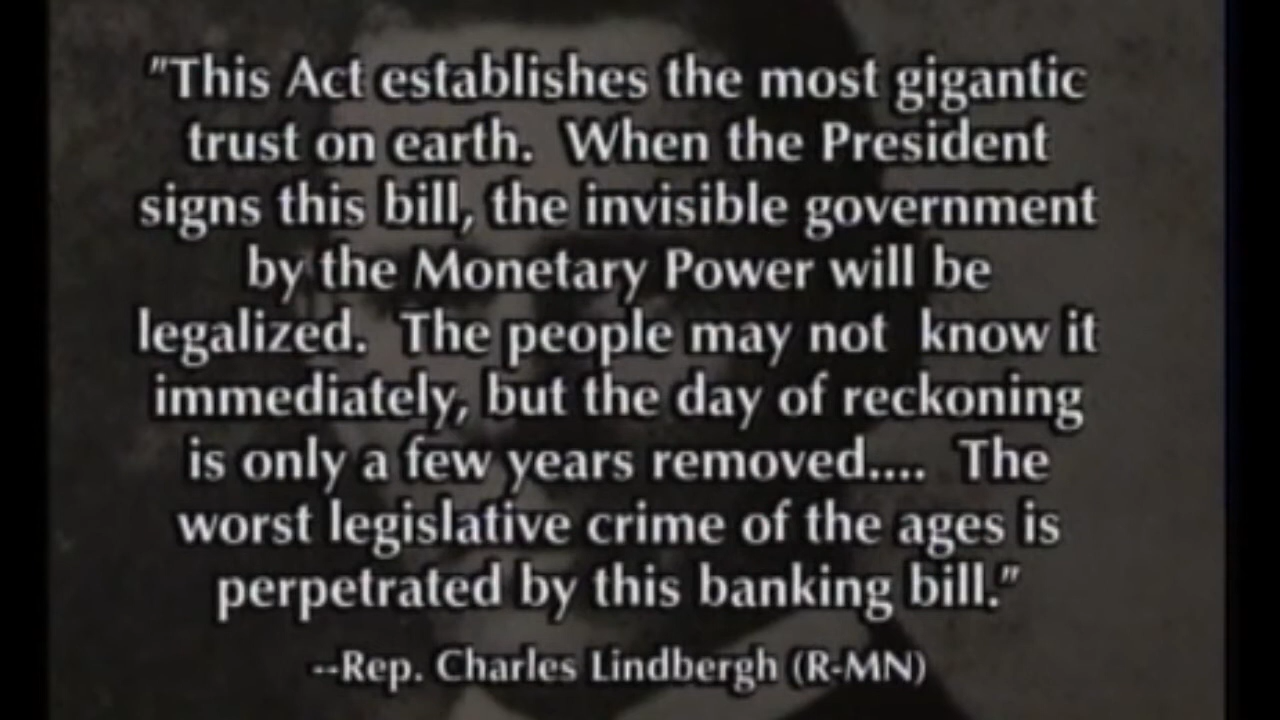 "This Act establishes the most gigantic
trust on earth.  When the President
signs this bill, the invisible government
by the Monetary Power will be
legalized.  The people may not  know it
immediately, but the day of reckoning
is only a few years removed....  The
worst legislative crime of the ages is
perpetrated by this banking bill."
--Rep. Charles Lindbergh (R-MN)